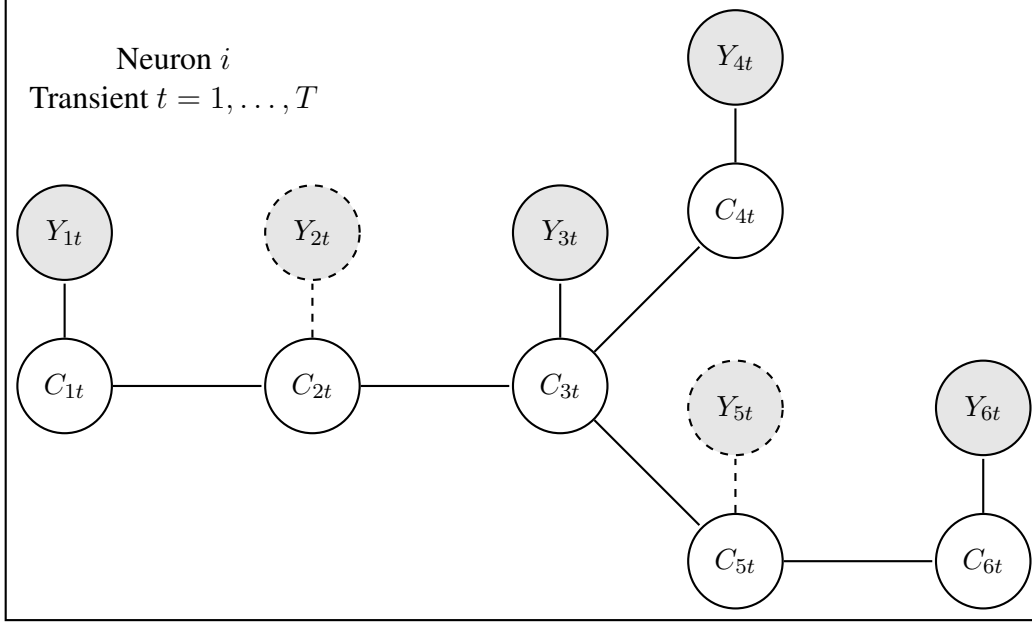 Neuron i
Transient t = 1, . . . , T
Y4t
C4t
Y1t
Y2t
Y3t
C1t
C2t
C3t
Y5t
Y6t
C5t
C6t